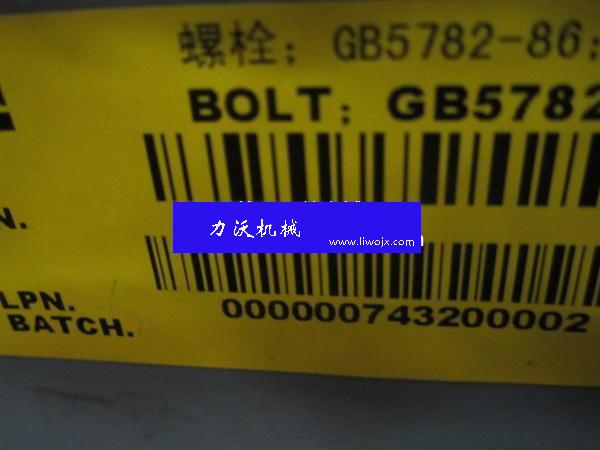 螺栓; GB5782-86;
BOLT; GB5782
N.
力沃机械
www.liwojx.com
LPN.
BATCH.
000000743200002